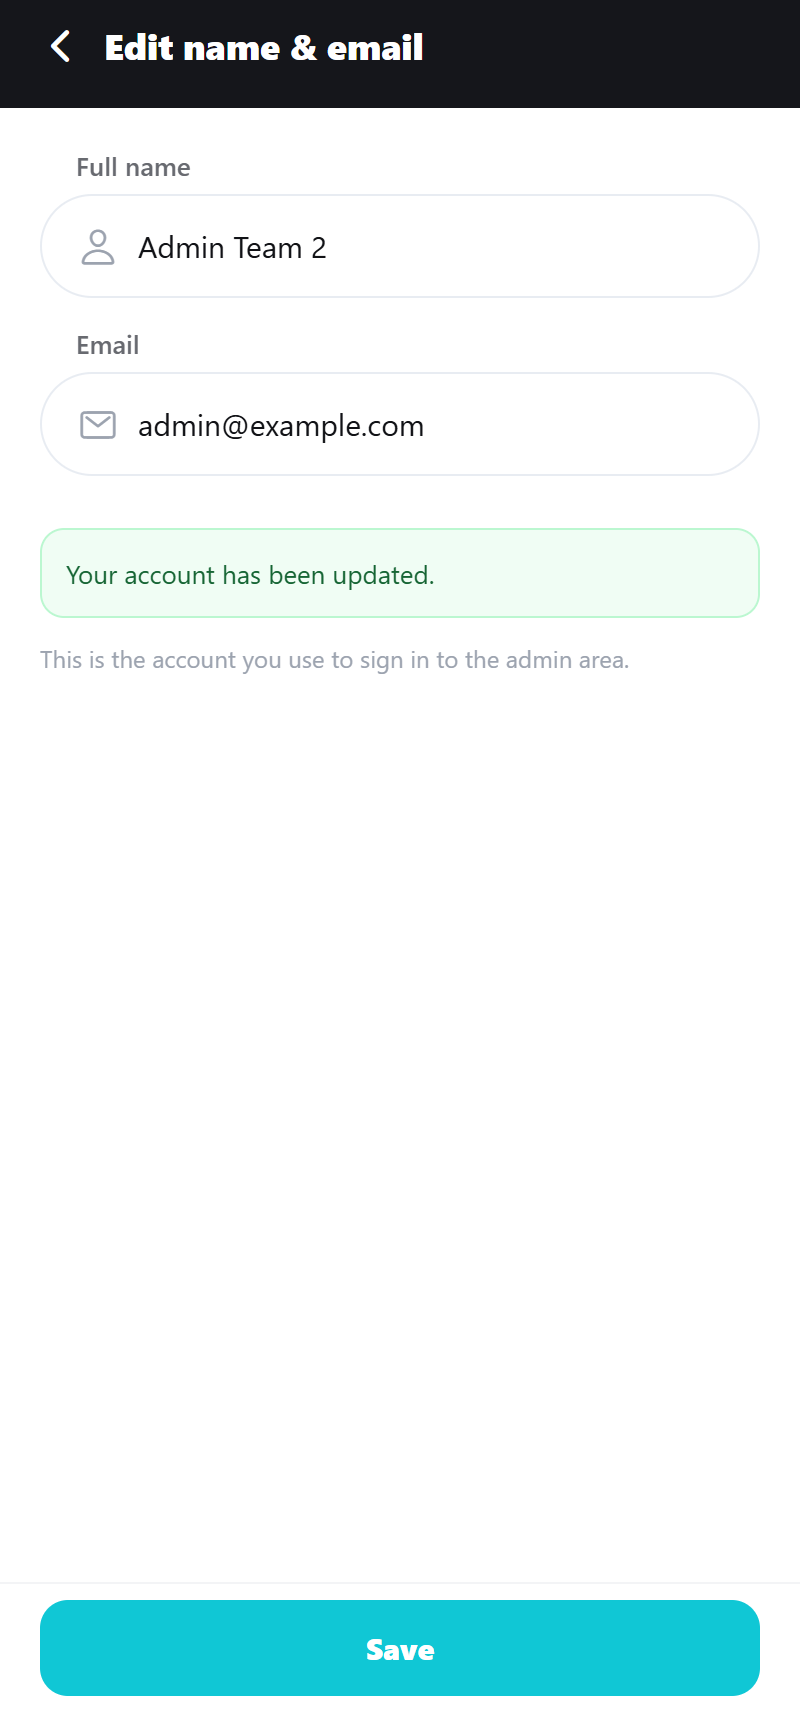 Edit name & email
Full name
Admin Team 2
Email
admin@example.com
Your account has been updated.
This is the account you use to sign in to the admin area.
Save